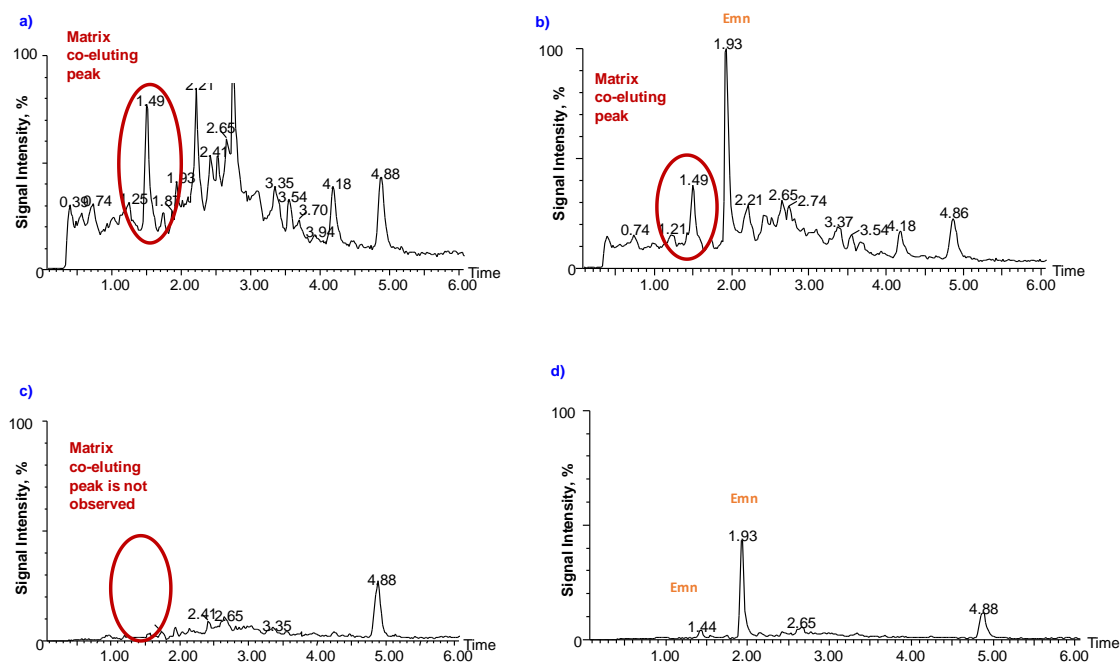 a)
Matrix
co-eluting
peak
100
Signal Intensity, %
0
0.39
0.74
1.49
1.87
1.93
2.21
2.41
2.65
3.35
3.54
3.70
3.94
4.18
4.88
Time
1.00 2.00 3.00 4.00 5.00 6.00
b)
Emn
Matrix
co-eluting
peak
100
Signal Intensity, %
0
0.74
1.21
1.49
1.93
2.21
2.65
2.74
3.37
3.54
4.18
4.86
Time
1.00 2.00 3.00 4.00 5.00 6.00
c)
Matrix
co-eluting
peak is not
observed
100
Signal Intensity, %
0
2.41
2.65
3.35
4.88
Time
1.00 2.00 3.00 4.00 5.00 6.00
d)
Emn
Emn
100
Signal Intensity, %
0
1.44
1.93
2.65
4.88
Time
1.00 2.00 3.00 4.00 5.00 6.00